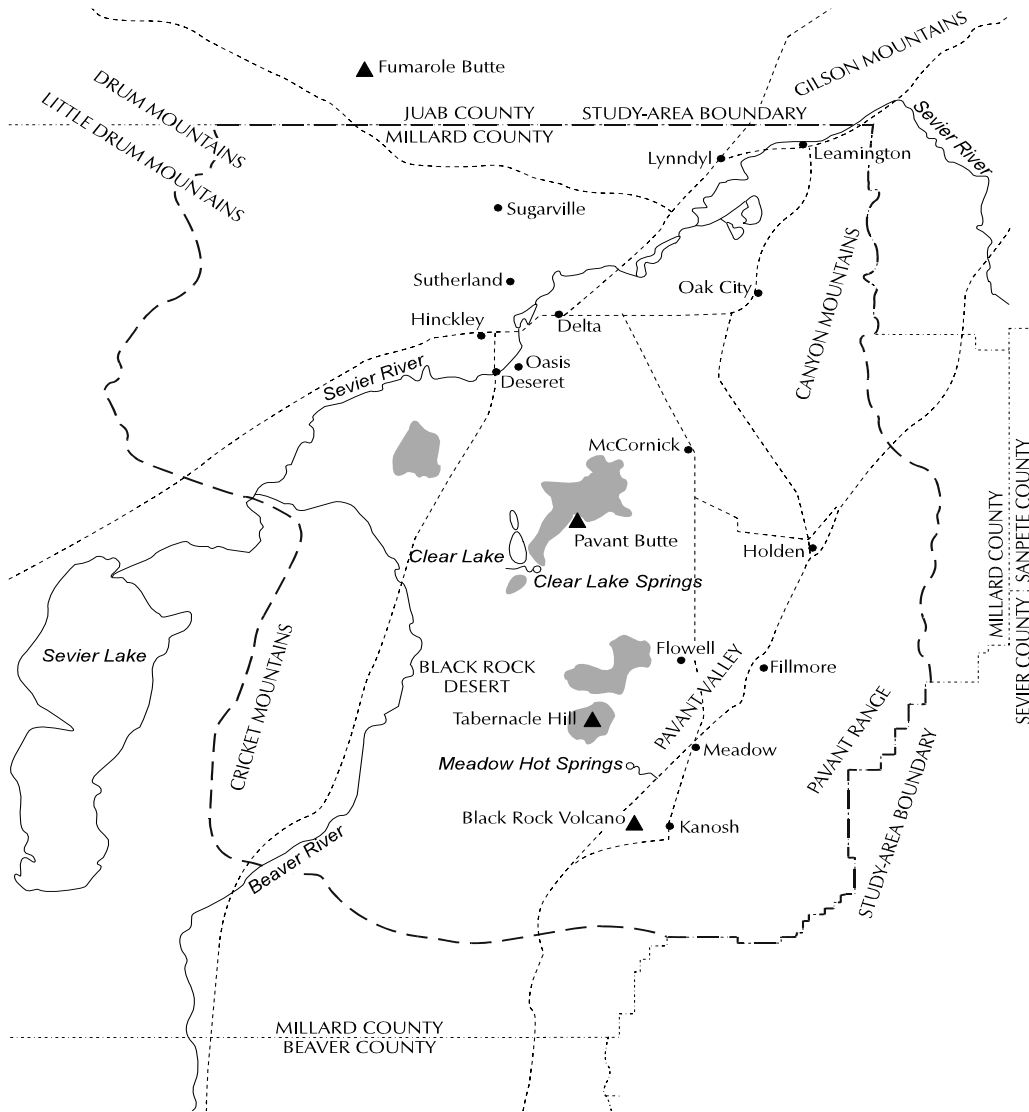 Fumarole Butte
GILSON MOUNTAINS
DRUM MOUNTAINS
LITTLE DRUM MOUNTAINS
JUAB COUNTY
STUDY-AREA BOUNDARY
MILLARD COUNTY
Sevier River
Lynndyl
Leamington
Sugarville
CANYON MOUNTAINS
Sutherland
Oak City
Hinckley
Delta
Sevier River
Oasis
Deseret
McCornick
Pavant Butte
Holden
Clear Lake
Clear Lake Springs
MILLARD COUNTY
SANPETE COUNTY
SEVIER COUNTY
Sevier Lake
CRICKET MOUNTAINS
BLACK ROCK
DESERT
Flowell
Fillmore
PAVANT VALLEY
Tabernacle Hill
Meadow
PAVANT RANGE
STUDY-AREA BOUNDARY
Meadow Hot Springs
Black Rock Volcano
Kanosh
Beaver River
MILLARD COUNTY
BEAVER COUNTY